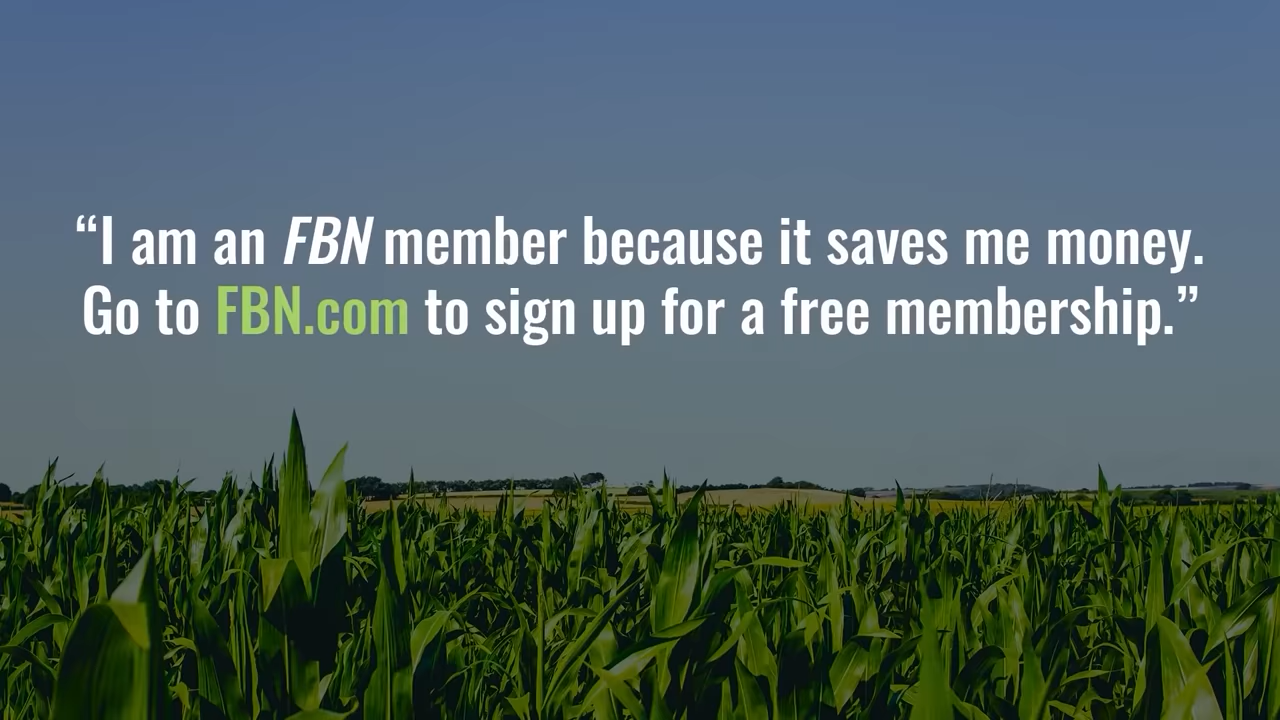 “I am an FBN member because it saves me money.
Go to FBN.com to sign up for a free membership.”